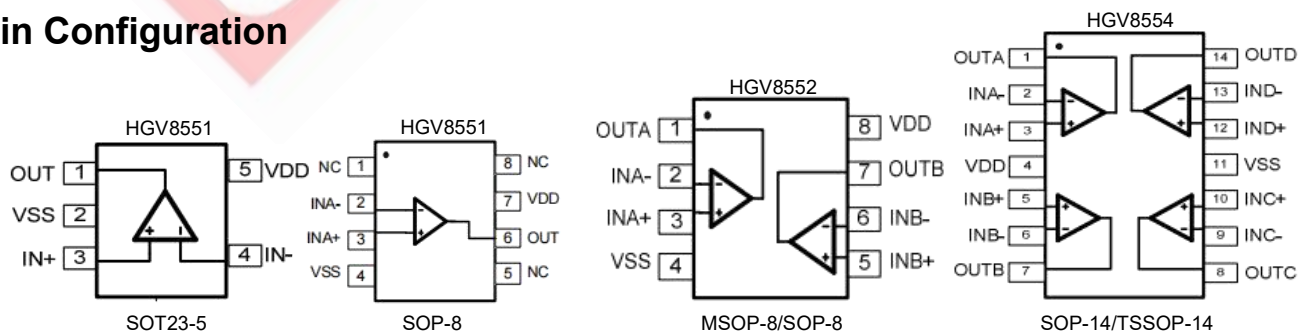 in Configuration
HGV8551
OUT 1
VSS 2
IN+ 3
5 VDD
4 IN-
+ -
SOT23-5
HGV8551
NC 1
INA- 2
INA+ 3
VSS 4
8 NC
7 VDD
6 OUT
5 NC
-
+
SOP-8
HGV8552
OUTA 1
INA- 2
INA+ 3
VSS 4
8 VDD
7 OUTB
6 INB-
5 INB+
-
+
-
+
MSOP-8/SOP-8
HGV8554
OUTA 1
INA- 2
INA+ 3
VDD 4
INB+ 5
INB- 6
OUTB 7
14 OUTD
13 IND-
12 IND+
11 VSS
10 INC+
9 INC-
8 OUTC
-
+
-
+
+
-
+
-
SOP-14/TSSOP-14